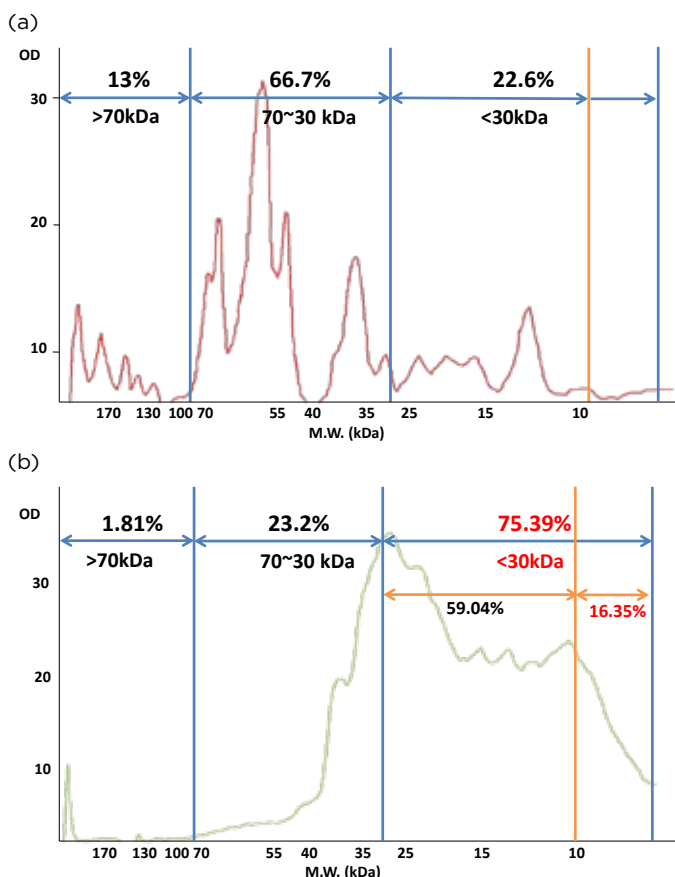 (a)
OD
13% 66.7% 22.6%
30
>70kDa 70~30 kDa <30kDa
20
10
170 130 100 70 55 40 35 25 15 10
M.W. (kDa)
(b)
OD
1.81% 23.2% 75.39%
>70kDa 70~30 kDa <30kDa
30
59.04% 16.35%
20
10
170 130 100 70 55 40 35 25 15 10
M.W. (kDa)